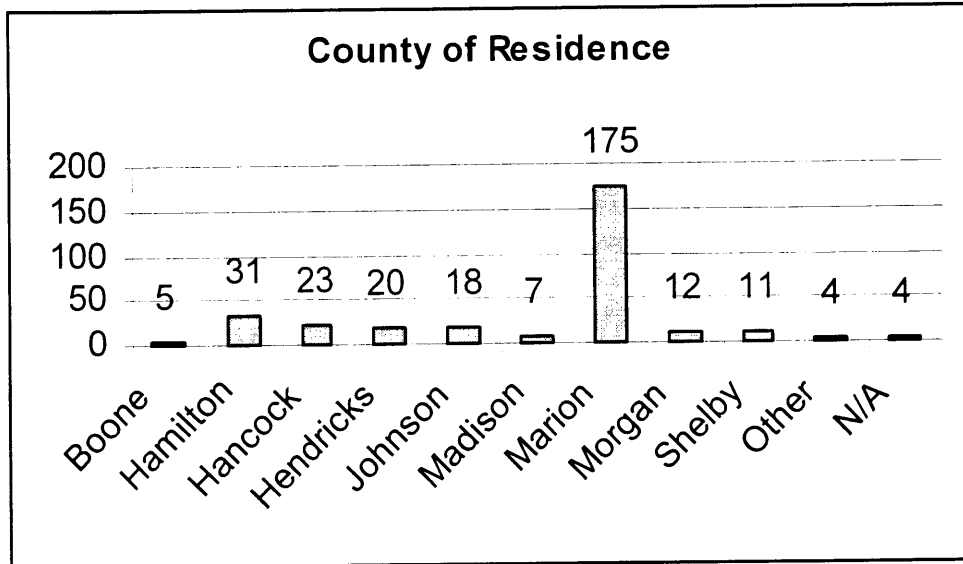 County of Residence
175
200
150
100
50
0
5
31
23
20
18
7
12
11
4
4
Boone
Hamilton
Hancock
Hendricks
Johnson
Madison
Marion
Morgan
Shelby
Other
N/A